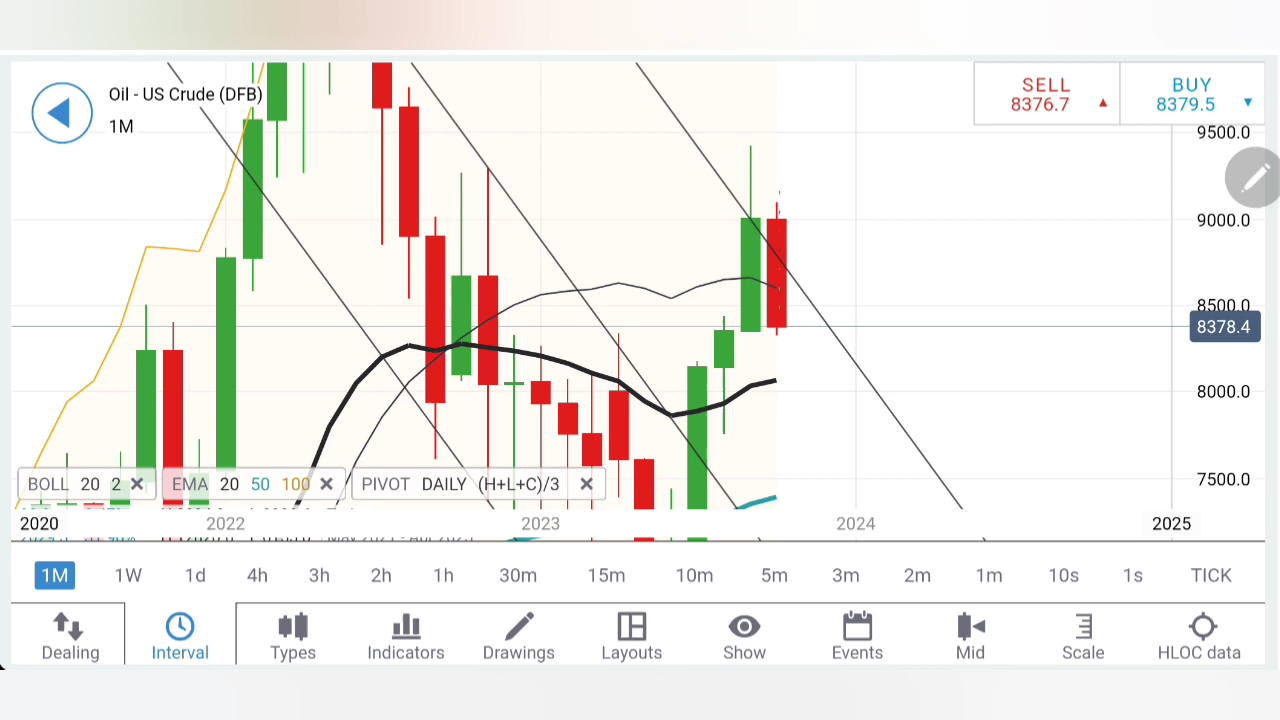 Oil - US Crude (DFB)
1M
SELL
8376.7
BUY
8379.5
9500.0
9000.0
8500.0
8378.4
8000.0
7500.0
BOLL 20 2
EMA 20 50 100
PIVOT DAILY (H+L+C)/3
2020 2022 2023 2024 2025
1M 1W 1d 4h 3h 2h 1h 30m 15m 10m 5m 3m 2m 1m 10s 1s TICK
Dealing Interval Types Indicators Drawings Layouts Show Events Mid Scale HLOC data